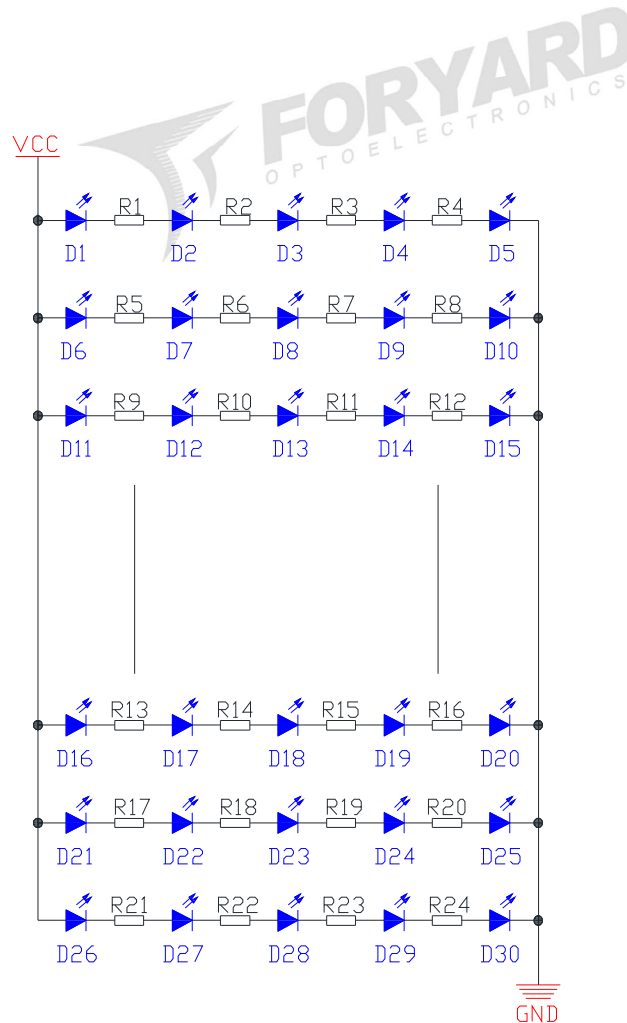 FORYARD
OPTOELECTRONICS
VCC
R1 R2 R3 R4
D1 D2 D3 D4 D5
R5 R6 R7 R8
D6 D7 D8 D9 D10
R9 R10 R11 R12
D11 D12 D13 D14 D15
R13 R14 R15 R16
D16 D17 D18 D19 D20
R17 R18 R19 R20
D21 D22 D23 D24 D25
R21 R22 R23 R24
D26 D27 D28 D29 D30
GND